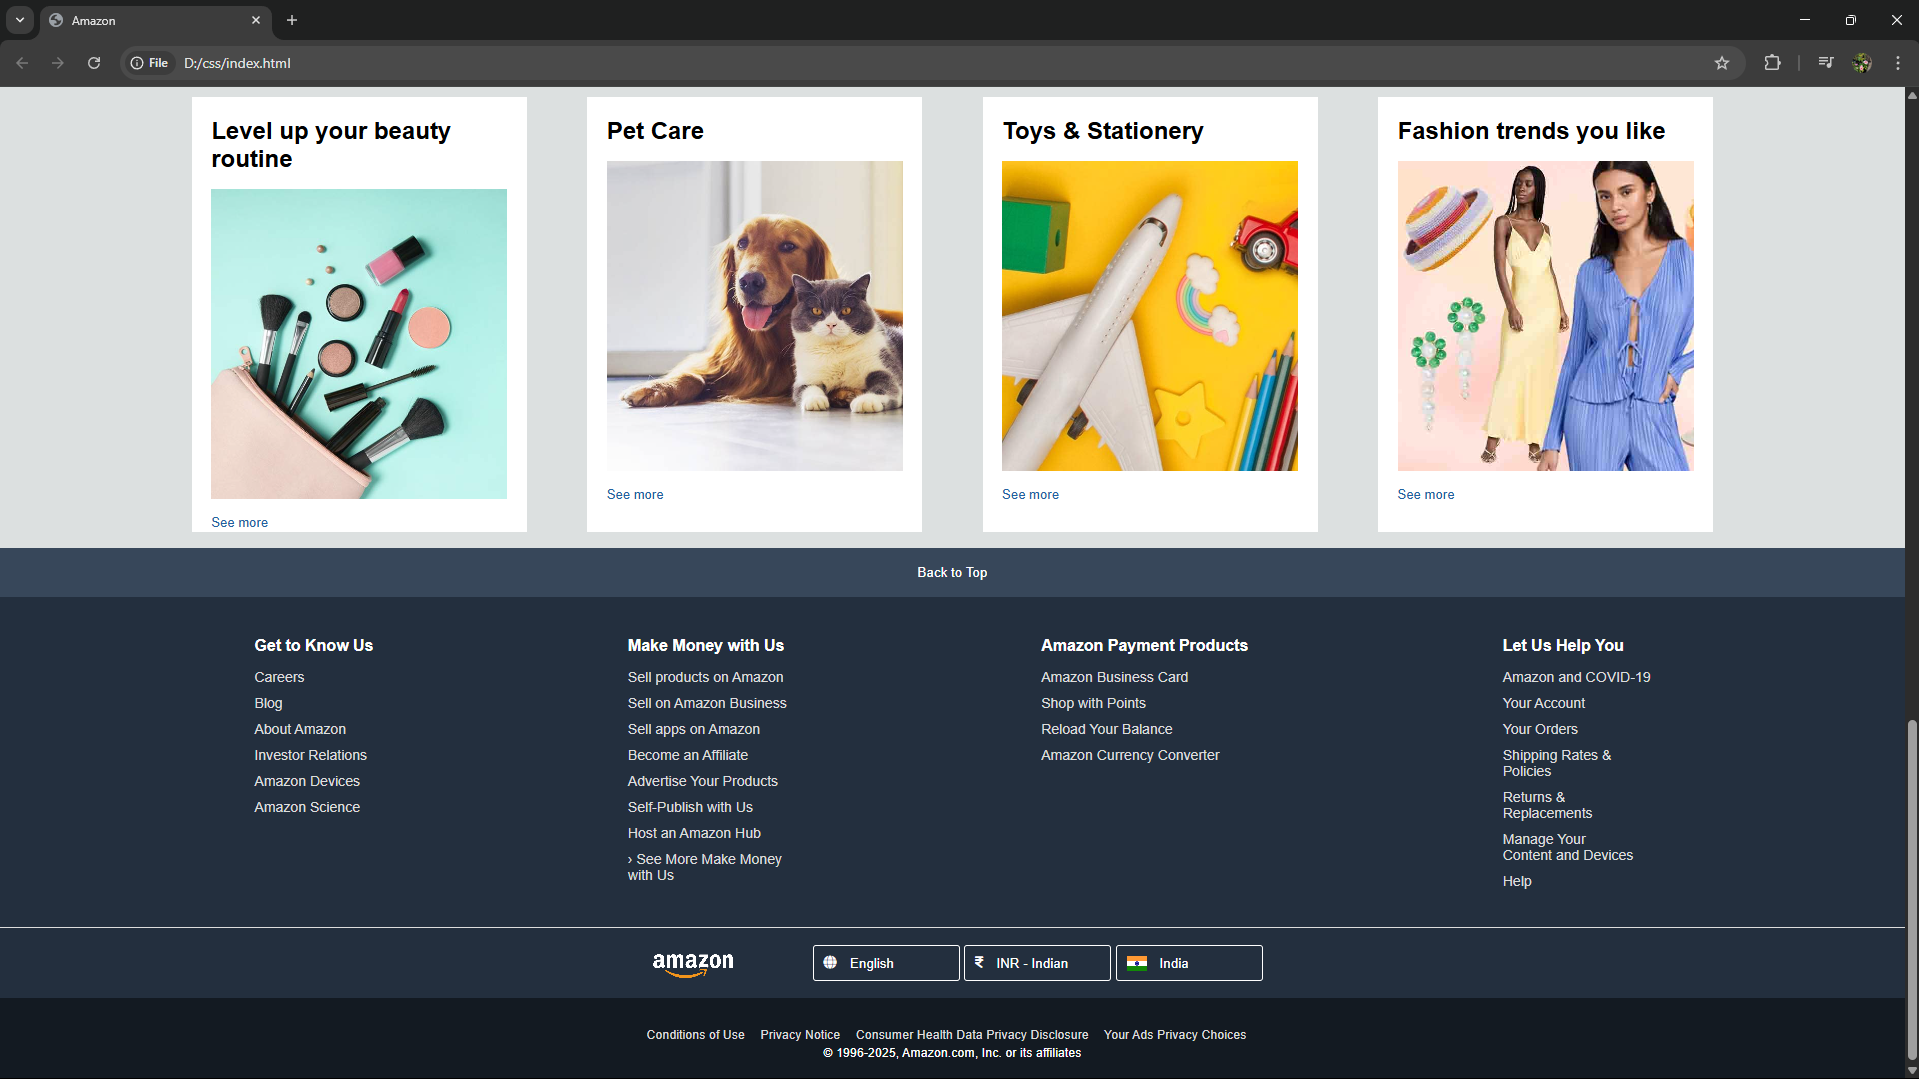 Amazon
File
D:/css/index.html
Level up your beauty
routine
See more
Pet Care
See more
Toys & Stationery
See more
Fashion trends you like
See more
Back to Top
Get to Know Us
Careers
Blog
About Amazon
Investor Relations
Amazon Devices
Amazon Science
Make Money with Us
Sell products on Amazon
Sell on Amazon Business
Sell apps on Amazon
Become an Affiliate
Advertise Your Products
Self-Publish with Us
Host an Amazon Hub
› See More Make Money
with Us
Amazon Payment Products
Amazon Business Card
Shop with Points
Reload Your Balance
Amazon Currency Converter
Let Us Help You
Amazon and COVID-19
Your Account
Your Orders
Shipping Rates &
Policies
Returns &
Replacements
Manage Your
Content and Devices
Help
amazon
English
₹ INR - Indian
India
Conditions of Use Privacy Notice Consumer Health Data Privacy Disclosure Your Ads Privacy Choices
© 1996-2025, Amazon.com, Inc. or its affiliates